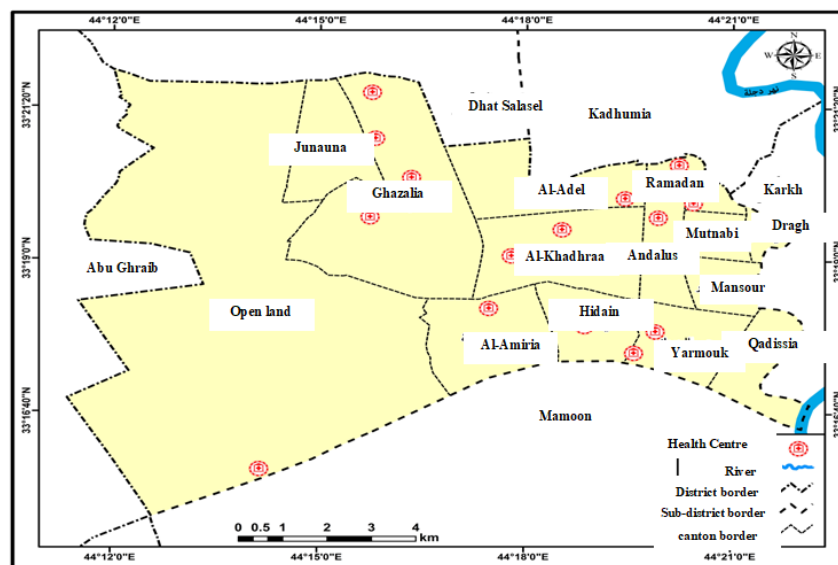 44°12'0"E 44°15'0"E 44°18'0"E 44°21'0"E
N
W E
S
نهر دجلة
33°21'20"N
Dhat Salasel
Kadhumia
Junauna
Ghazalia
Al-Adel
Ramadan
Karkh
Mutnabi
Dragh
33°19'0"N
Abu Ghraib
Al-Khadhraa
Andalus
Mansour
Open land
Hidain
Al-Amiria
Yarmouk
Qadissia
33°16'40"N
Mamoon
Health Centre
River
District border
Sub-district border
canton border
0 0.5 1 2 3 4
km
44°12'0"E 44°15'0"E 44°18'0"E 44°21'0"E